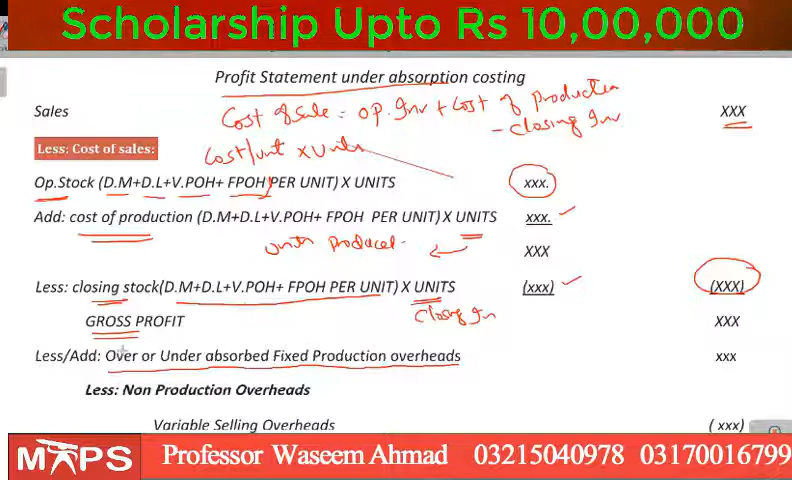 Scholarship Upto Rs 10,00,000
Profit Statement under absorption costing
Sales XXX
Cost of Sale = OP. Inv + Cost of Production
- Closing Inv
Less: Cost of sales:
Cost/unit x Units
Op.Stock (D.M+D.L+V.POH+ FPOH)PER UNIT) X UNITS xxx.
Add: cost of production (D.M+D.L+V.POH+ FPOH PER UNIT) X UNITS xxx.
Units Produced. XXX
Less: closing stock(D.M+D.L+V.POH+ FPOH PER UNIT) X UNITS (xxx) (XXX)
Closing Inv
GROSS PROFIT XXX
Less/Add: Over or Under absorbed Fixed Production overheads xxx
Less: Non Production Overheads
Variable Selling Overheads ( xxx)
MAPS Professor Waseem Ahmad 03215040978 03170016799